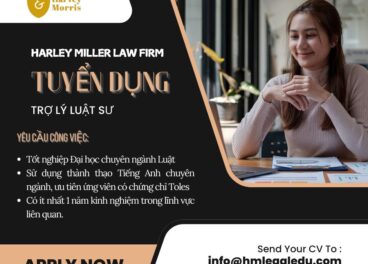 &
Harley
Morris
HARLEY MILLER LAW FIRM
TUYỂN DỤNG
TRỢ LÝ LUẬT SƯ
YÊU CẦU CÔNG VIỆC:
Tốt nghiệp Đại học chuyên ngành Luật
Sử dụng thành thạo Tiếng Anh chuyên
ngành, ưu tiên ứng viên có chứng chỉ Toles
Có ít nhất 1 năm kinh nghiệm trong lĩnh vực
liên quan.
APPLY NOW
Send Your CV To :
info@hmlegaledu.com